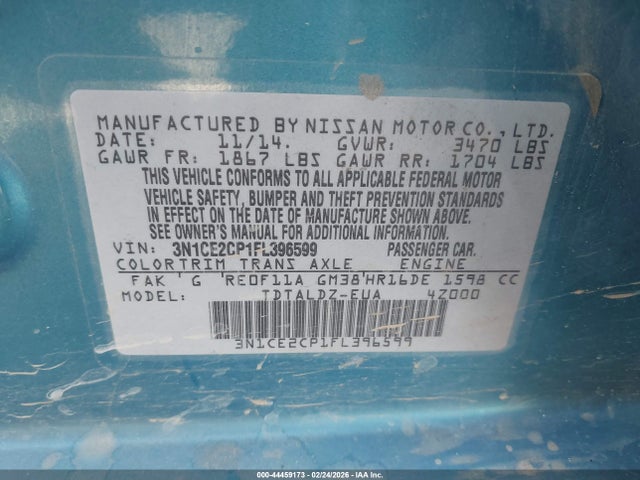 MANUFACTURED BY NISSAN MOTOR CO., LTD.
DATE: 11/14. GVWR: 3470 LBS
GAWR FR: 1867 LBS GAWR RR: 1704 LBS
THIS VEHICLE CONFORMS TO ALL APPLICABLE FEDERAL MOTOR
VEHICLE SAFETY, BUMPER AND THEFT PREVENTION STANDARDS
IN EFFECT ON THE DATE OF MANUFACTURE SHOWN ABOVE.
SEE OWNER'S MANUAL FOR ADDITIONAL INFORMATION.
VIN: 3N1CE2CP1FL396599 PASSENGER CAR.
COLOR TRIM TRANS AXLE ENGINE
FAK 'G 'RE0F11A GM38'HR16DE 1598 CC
MODEL: TDTALDZ-EUA 4Z000
3N1CE2CP1FL396599
000-44459173 - 02/24/2026 - IAA Inc.